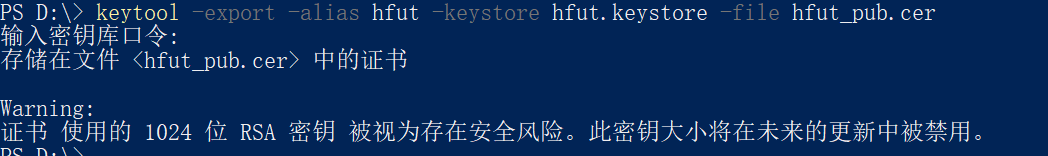 PS D:\> keytool -export -alias hfut -keystore hfut.keystore -file hfut_pub.cer
输入密钥库口令:
存储在文件 <hfut_pub.cer> 中的证书
Warning:
证书 使用的 1024 位 RSA 密钥 被视为存在安全风险。此密钥大小将在未来的更新中被禁用。
PS D:\>